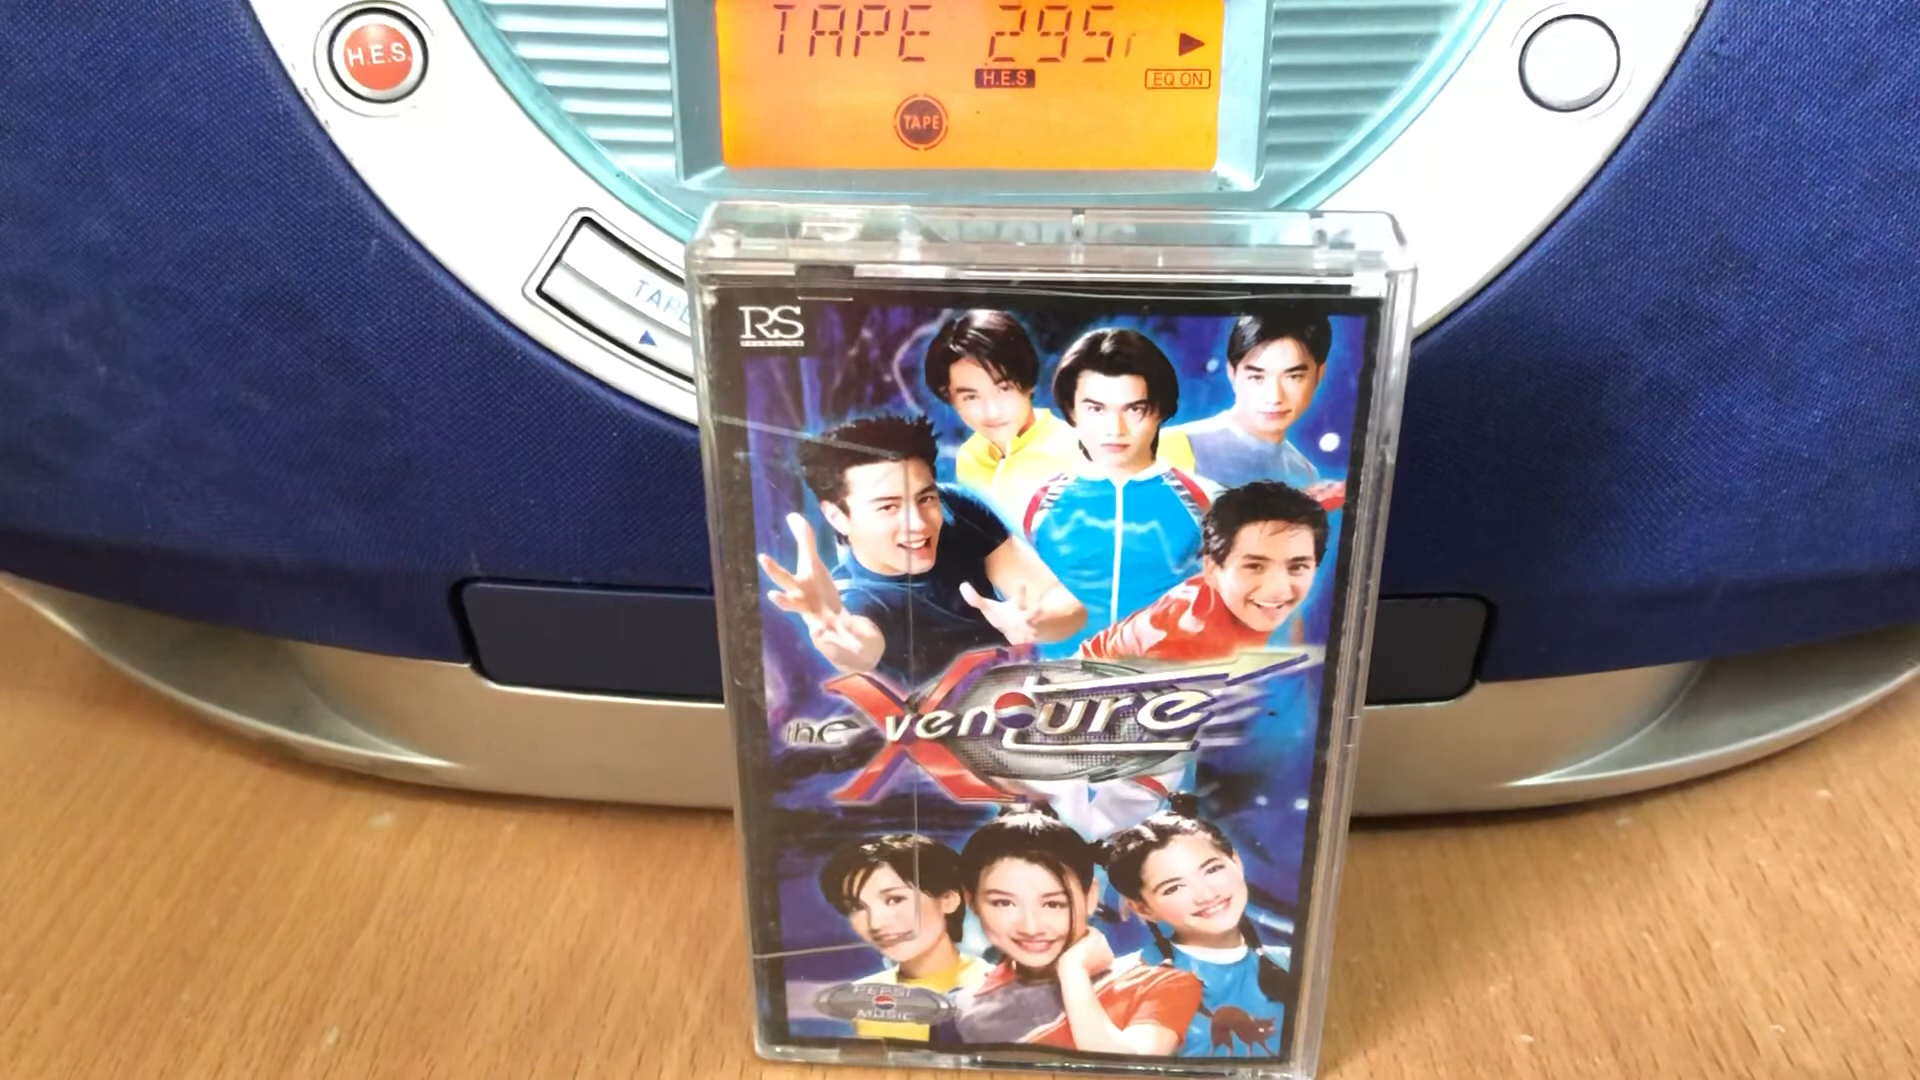 H.E.S.
TAPE 295
H.E.S
EQ ON
TAPE
TAPE
RS
the X venture
PEPSI
MUSIC